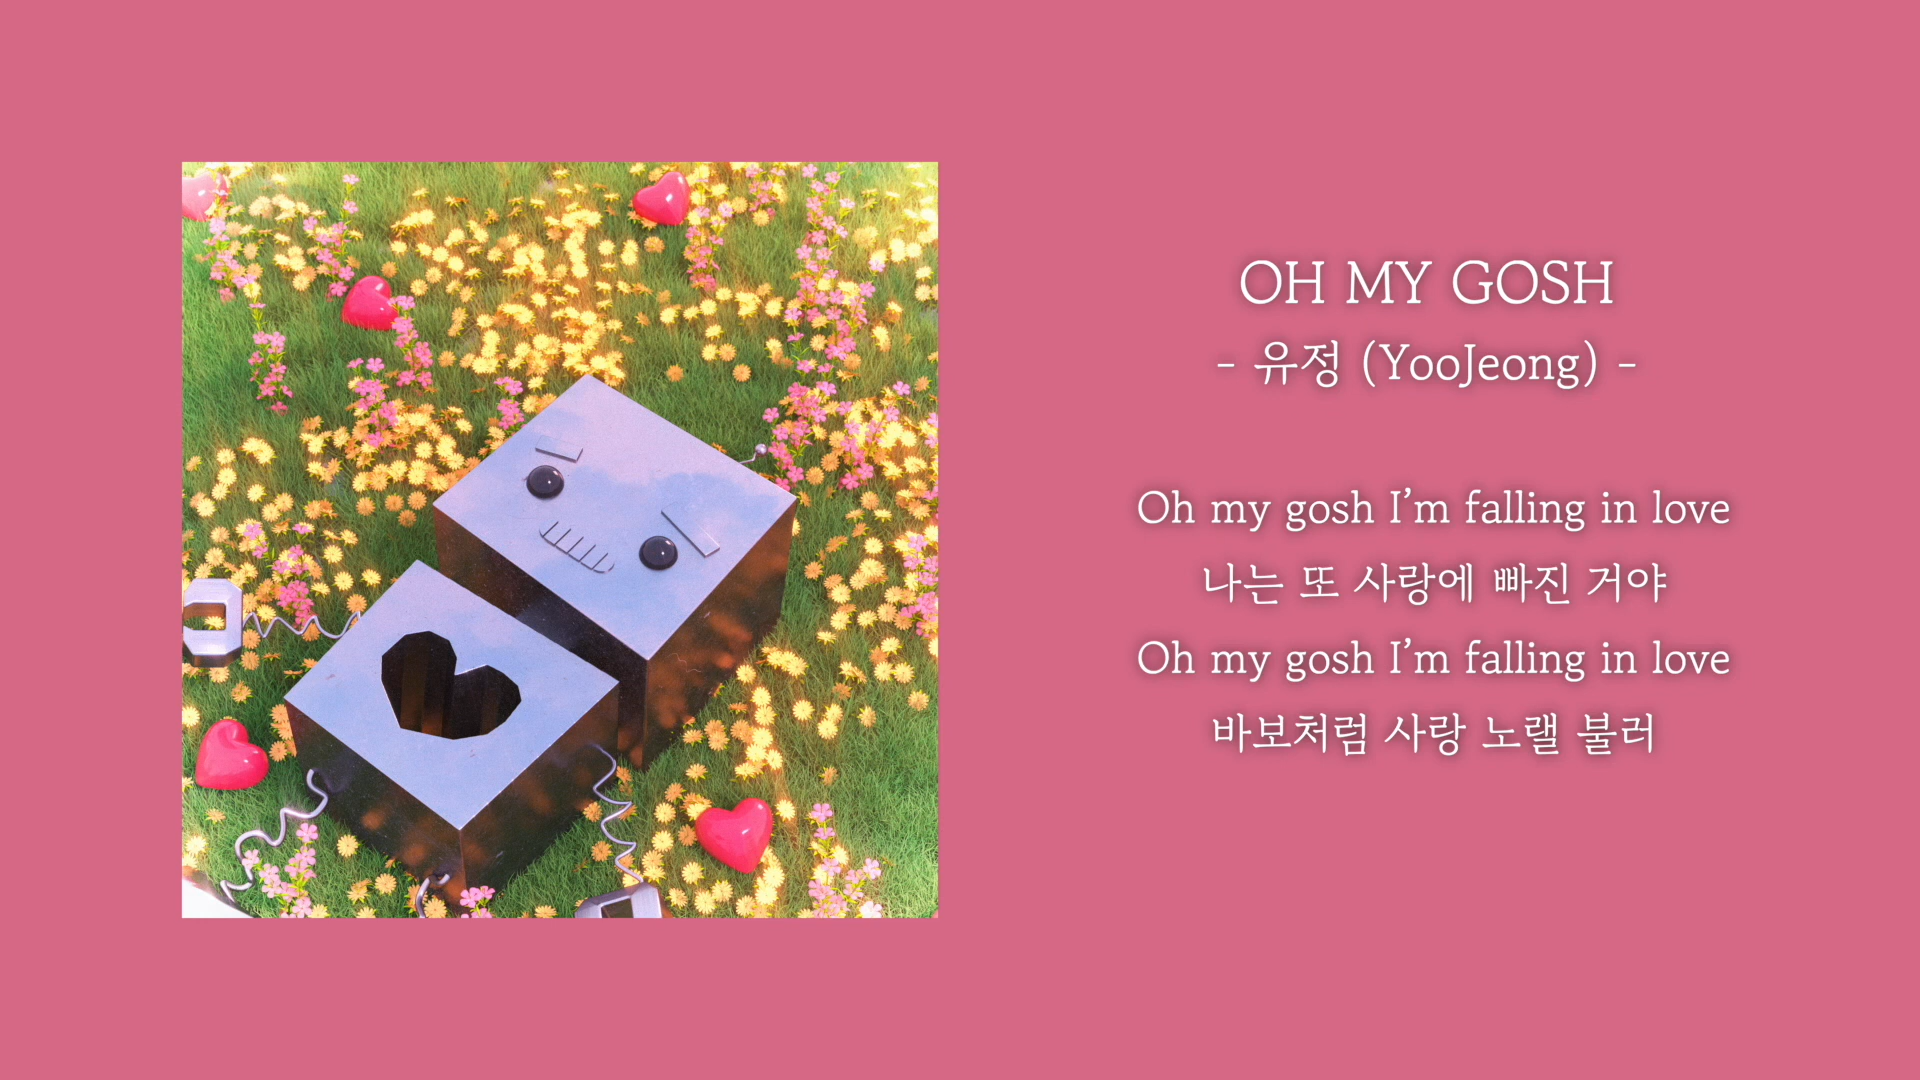 OH MY GOSH
- 유정 (YooJeong) -
Oh my gosh I’m falling in love
나는 또 사랑에 빠진 거야
Oh my gosh I’m falling in love
바보처럼 사랑 노랠 불러